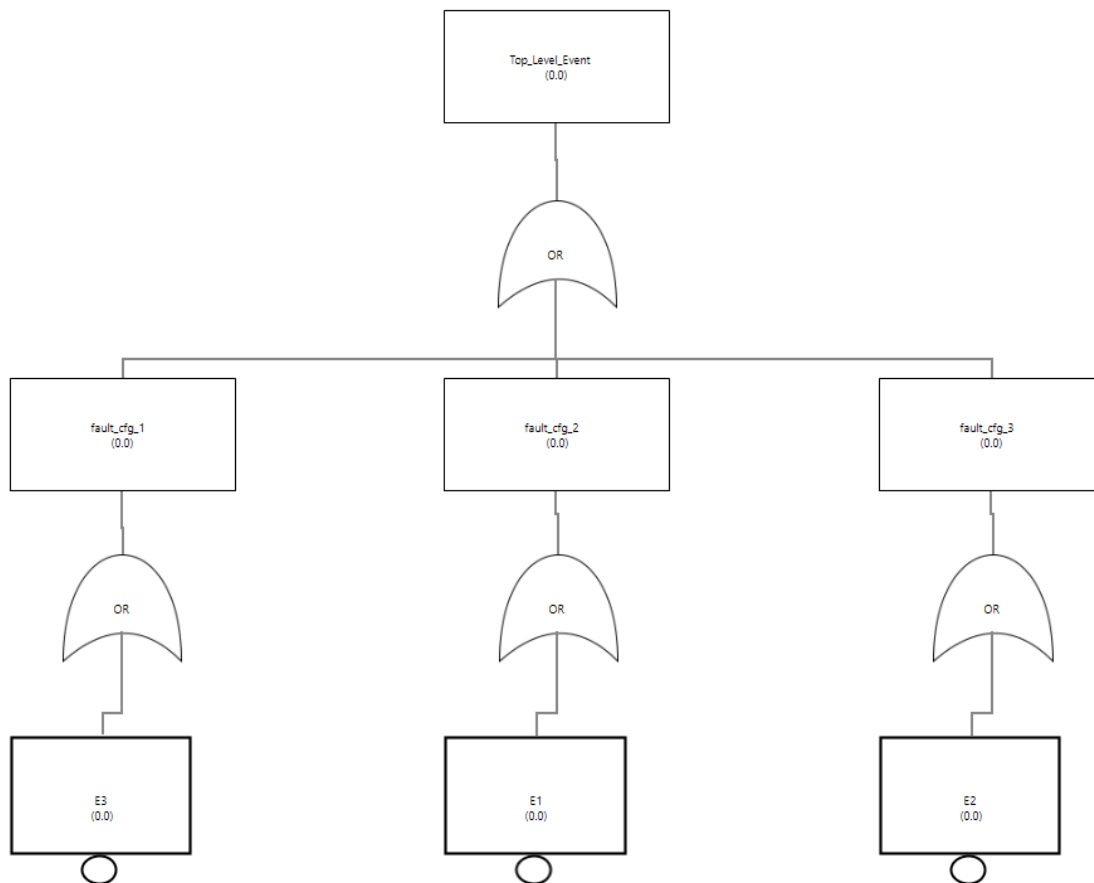 Top_Level_Event
(0.0)
OR
fault_cfg_1
(0.0)
fault_cfg_2
(0.0)
fault_cfg_3
(0.0)
OR
OR
OR
E3
(0.0)
E1
(0.0)
E2
(0.0)